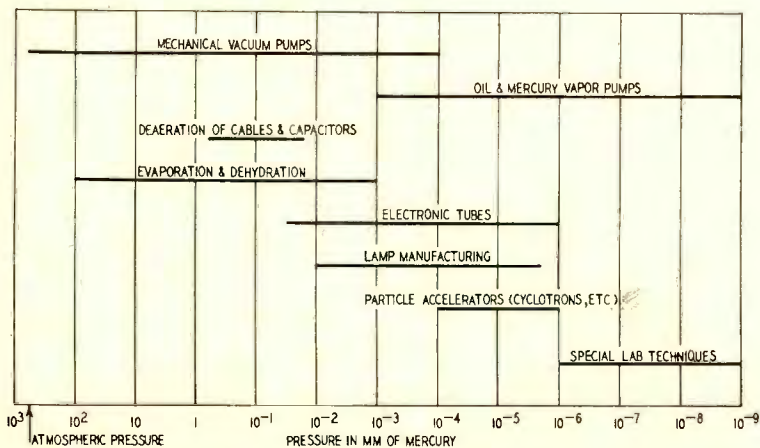 MECHANICAL VACUUM PUMPS
OIL & MERCURY VAPOR PUMPS
DEAERATION OF CABLES & CAPACITORS
EVAPORATION & DEHYDRATION
ELECTRONIC TUBES
LAMP MANUFACTURING
PARTICLE ACCELERATORS (CYCLOTRONS, ETC)
SPECIAL LAB TECHNIQUES
10³ 10² 10 1 10⁻¹ 10⁻² 10⁻³ 10⁻⁴ 10⁻⁵ 10⁻⁶ 10⁻⁷ 10⁻⁸ 10⁻⁹
ATMOSPHERIC PRESSURE PRESSURE IN MM OF MERCURY